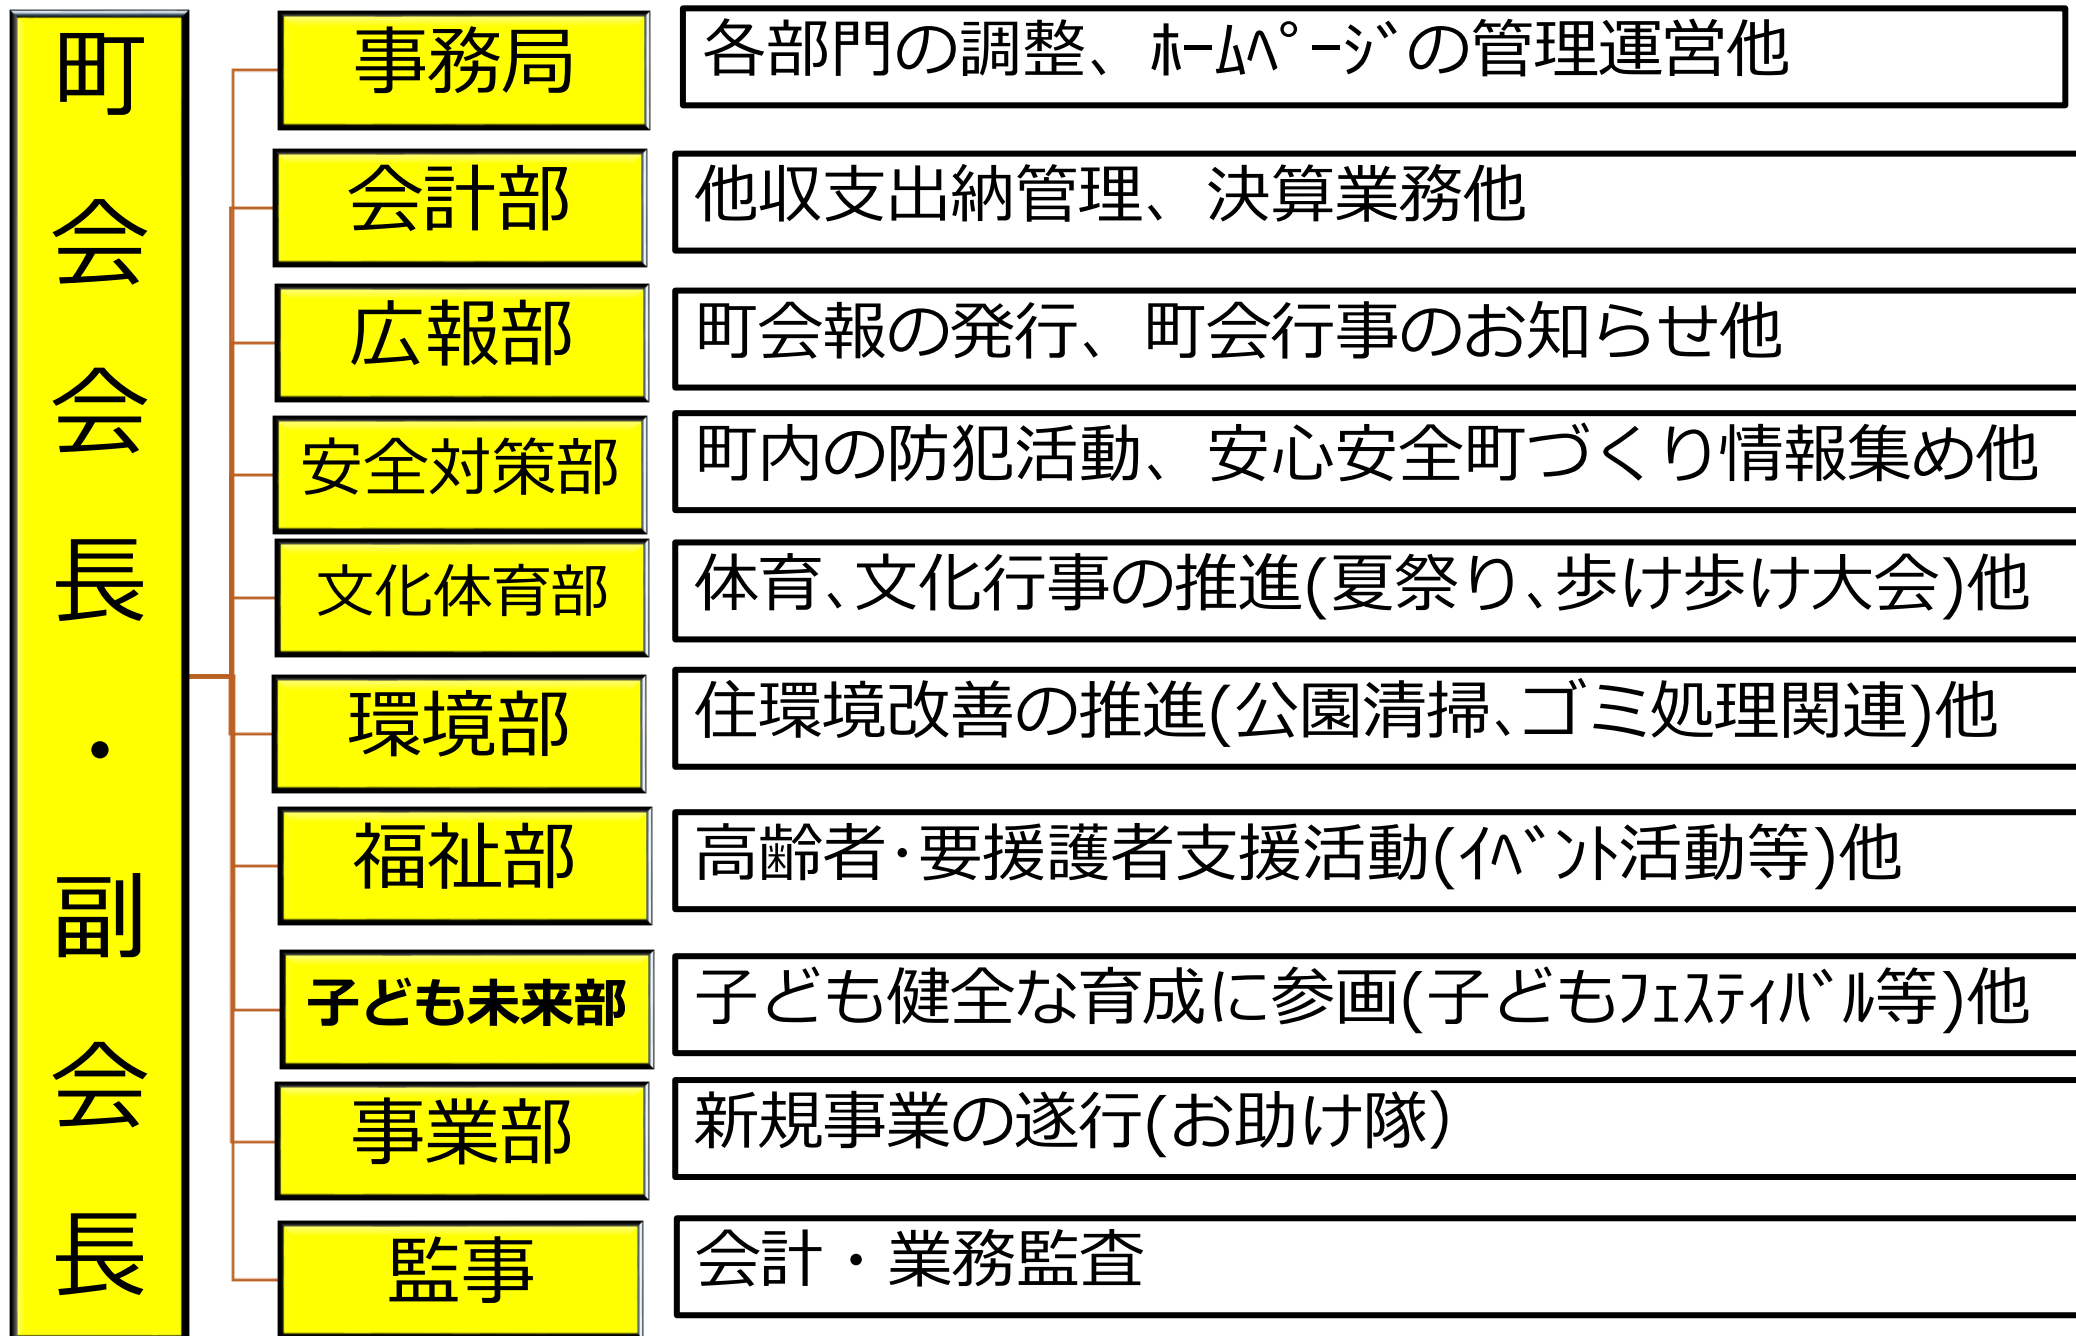 町会会長・副会長
事務局
各部門の調整、ﾎｰﾑﾍﾟｰｼﾞの管理運営他
会計部
他収支出納管理、決算業務他
広報部
町会報の発行、町会行事のお知らせ他
安全対策部
町内の防犯活動、安心安全町づくり情報集め他
文化体育部
体育､文化行事の推進(夏祭り､歩け歩け大会)他
環境部
住環境改善の推進(公園清掃､ゴミ処理関連)他
福祉部
高齢者･要援護者支援活動(ｲﾍﾞﾝﾄ活動等)他
子ども未来部
子ども健全な育成に参画(子どもﾌｪｽティﾊﾞﾙ等)他
事業部
新規事業の遂行(お助け隊）
監事
会計・業務監査